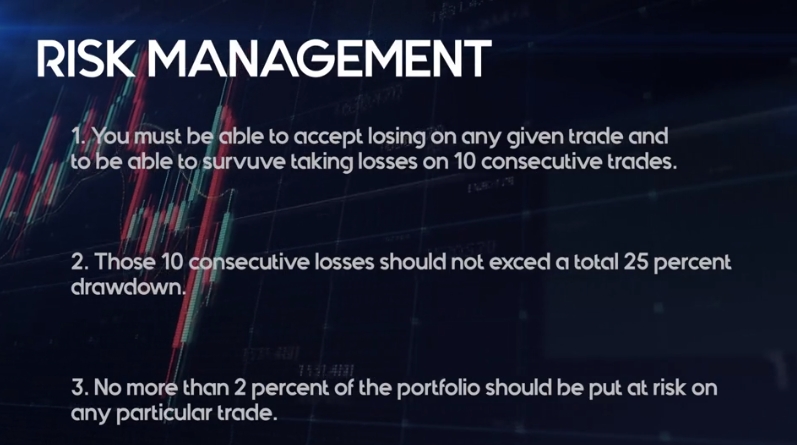 RISK MANAGEMENT
1. You must be able to accept losing on any given trade and
to be able to survuve taking losses on 10 consecutive trades.
2. Those 10 consecutive losses should not exced a total 25 percent
drawdown.
3. No more than 2 percent of the portfolio should be put at risk on
any particular trade.